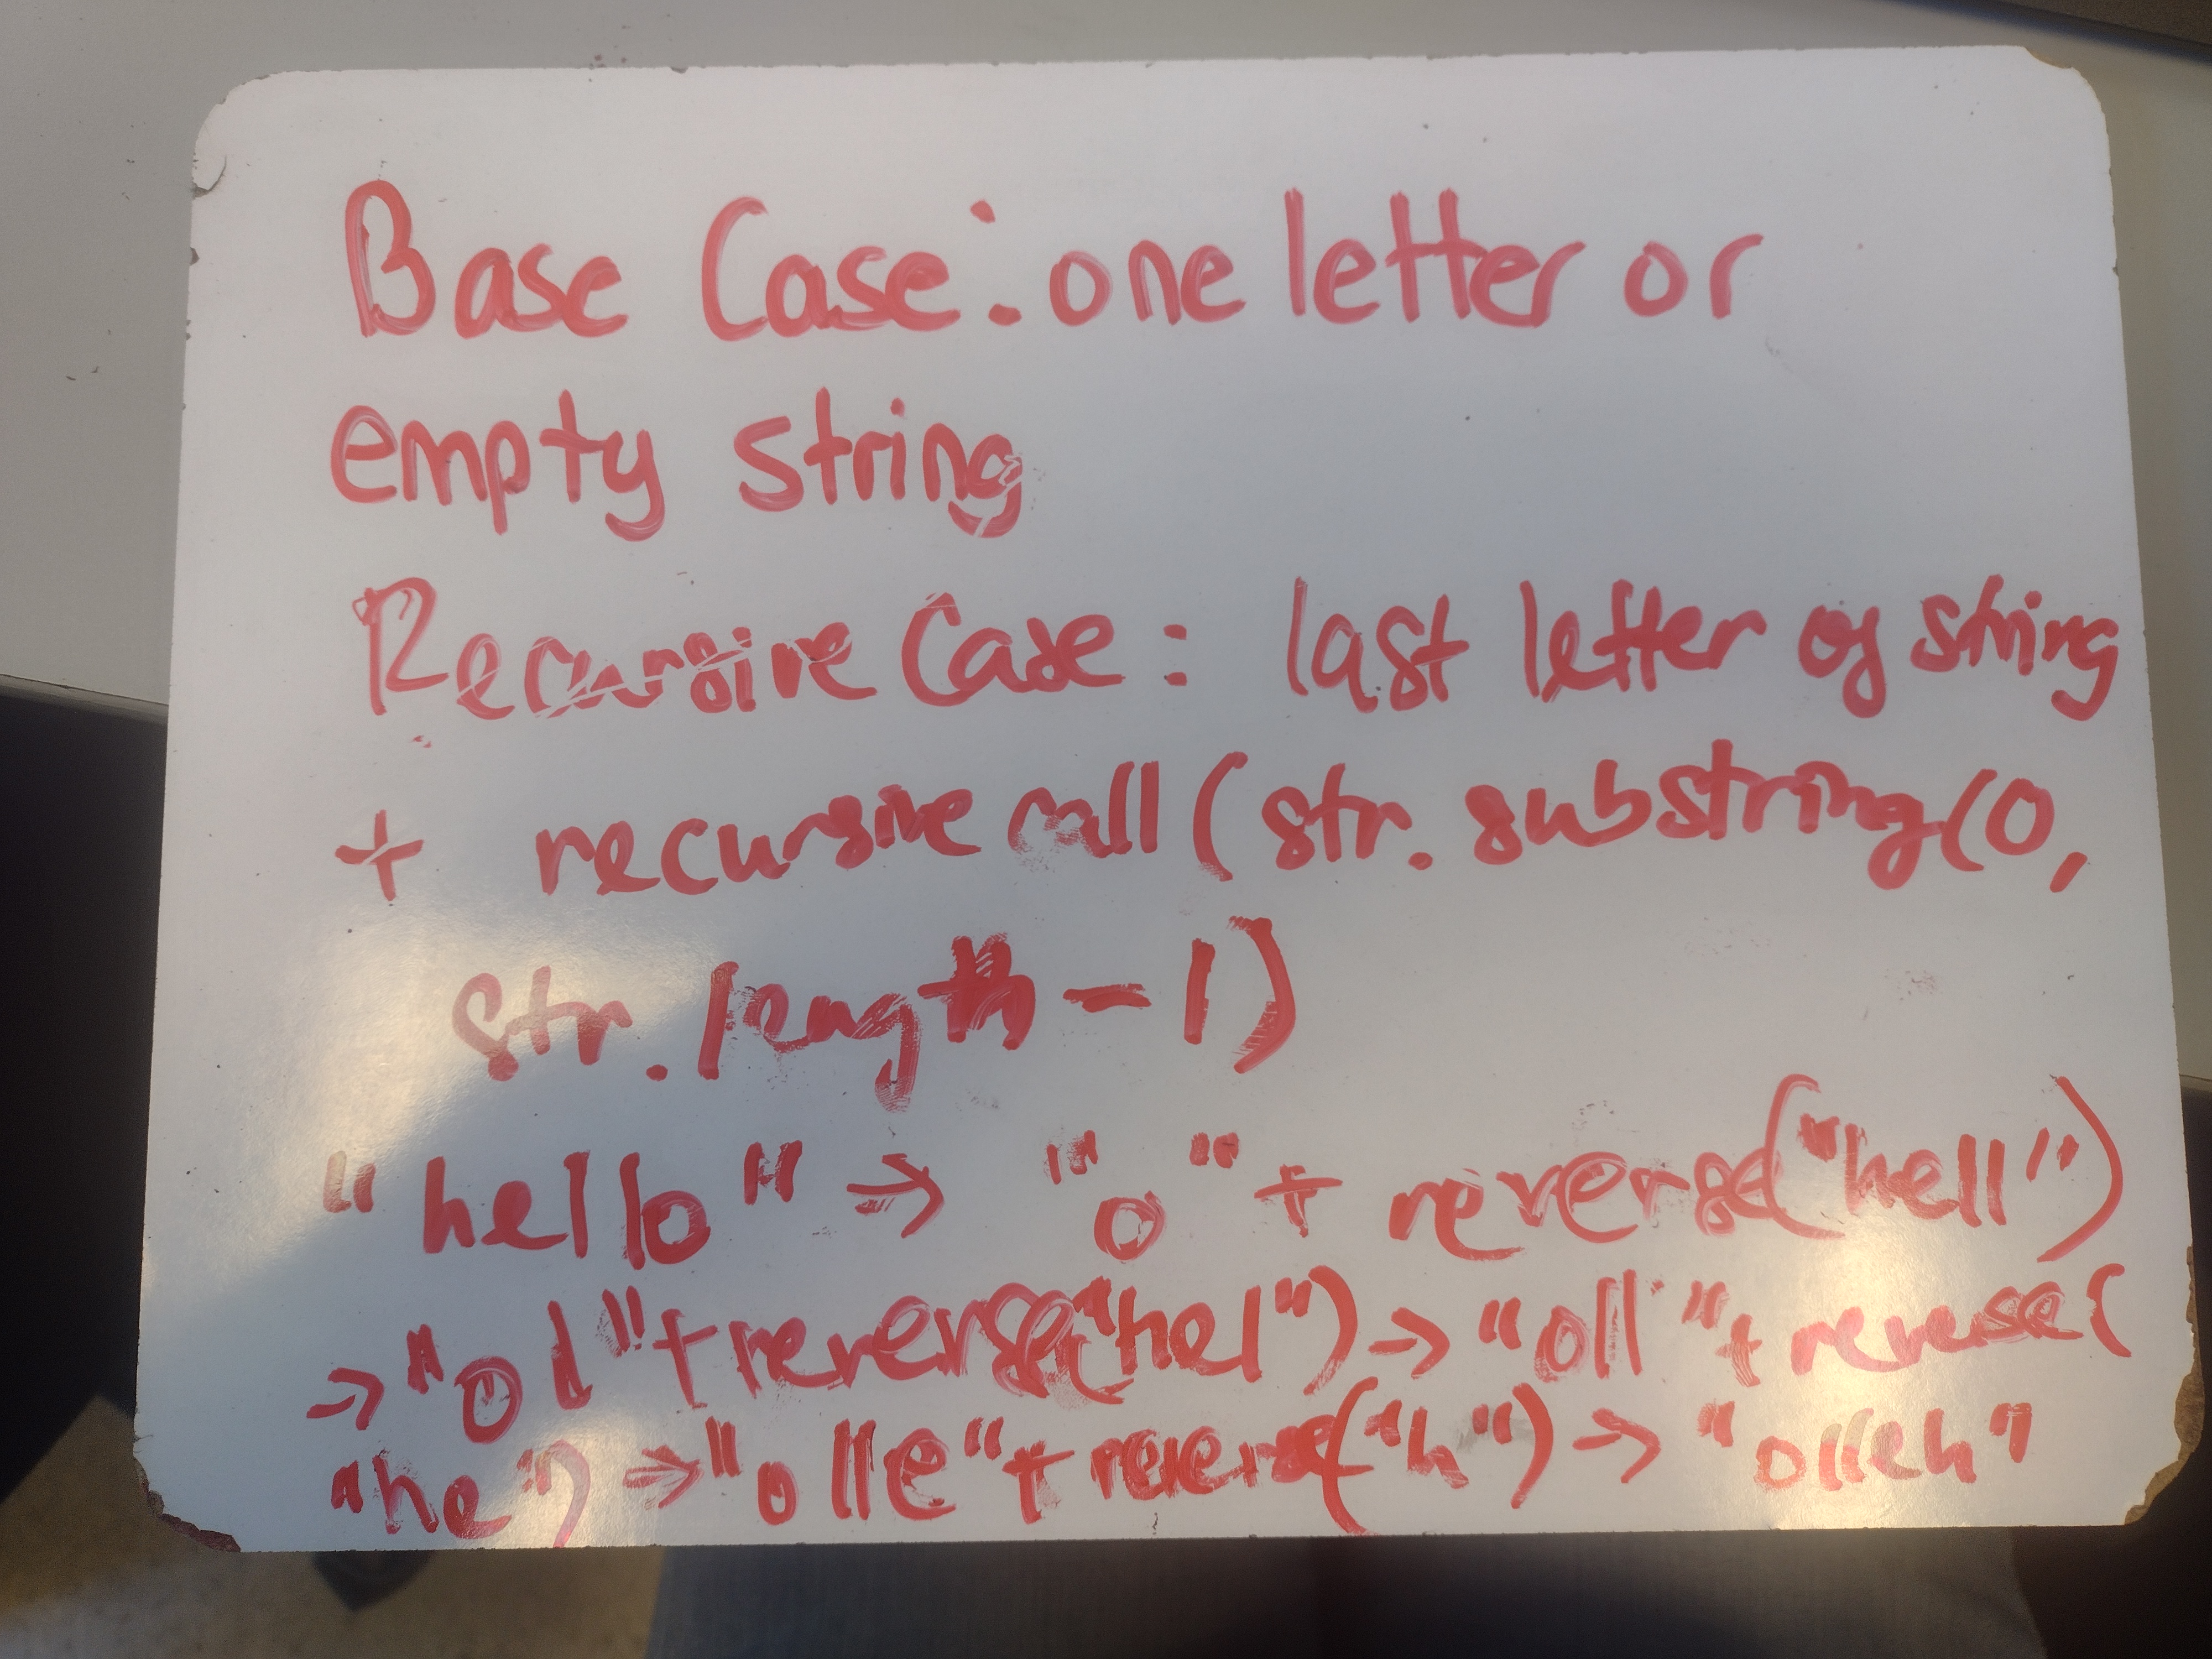 Base Case: one letter or
empty string
Recursive Case: last letter of string
+ recursive call (str.substring(0,
str.length-1)
"hello" → "o" + reverse("hell")
→ "ol" + reverse("hel") → "oll" + reverse(
"he") → "olle" + reverse("h") → "olleh"